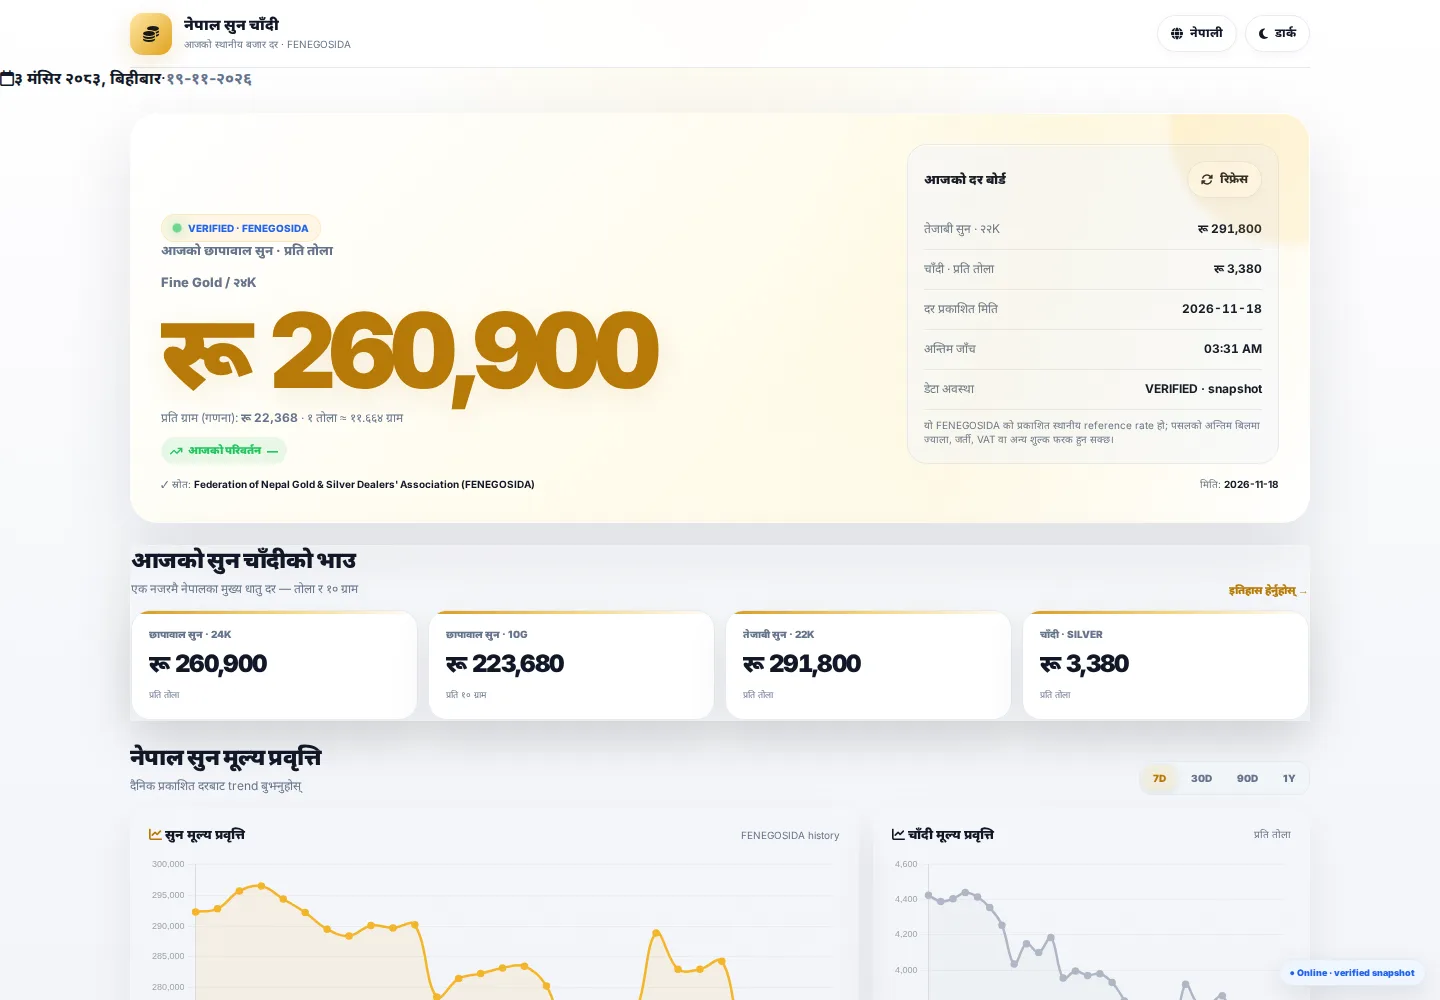 नेपाल सुन चाँदी
आजको स्थानीय बजार दर · FENEGOSIDA
नेपाली
डार्क
३ मंसिर २०८३, बिहीबार · १९-११-२०२६
VERIFIED · FENEGOSIDA
आजको छापावाल सुन · प्रति तोला
Fine Gold / २४K
रू 260,900
प्रति ग्राम (गणना): रू 22,368 · १ तोला ≈ ११.६६४ ग्राम
आजको परिवर्तन —
✓ स्रोत: Federation of Nepal Gold & Silver Dealers' Association (FENEGOSIDA)
आजको दर बोर्ड
रिफ्रेस
तेजाबी सुन · २२K रू 291,800
चाँदी · प्रति तोला रू 3,380
दर प्रकाशित मिति 2026-11-18
अन्तिम जाँच 03:31 AM
डेटा अवस्था VERIFIED · snapshot
यो FENEGOSIDA को प्रकाशित स्थानीय reference rate हो; पसलको अन्तिम बिलमा
ज्याला, जर्ती, VAT वा अन्य शुल्क फरक हुन सक्छ।
मिति: 2026-11-18
आजको सुन चाँदीको भाउ
एक नजरमै नेपालका मुख्य धातु दर — तोला र १० ग्राम
इतिहास हेर्नुहोस् →
छापावाल सुन · 24K
रू 260,900
प्रति तोला
छापावाल सुन · 10G
रू 223,680
प्रति १० ग्राम
तेजाबी सुन · 22K
रू 291,800
प्रति तोला
चाँदी · SILVER
रू 3,380
प्रति तोला
नेपाल सुन मूल्य प्रवृत्ति
दैनिक प्रकाशित दरबाट trend बुझ्नुहोस्
7D 30D 90D 1Y
सुन मूल्य प्रवृत्ति
FENEGOSIDA history
300,000
295,000
290,000
285,000
280,000
चाँदी मूल्य प्रवृत्ति
प्रति तोला
4,600
4,400
4,200
4,000
• Online · verified snapshot